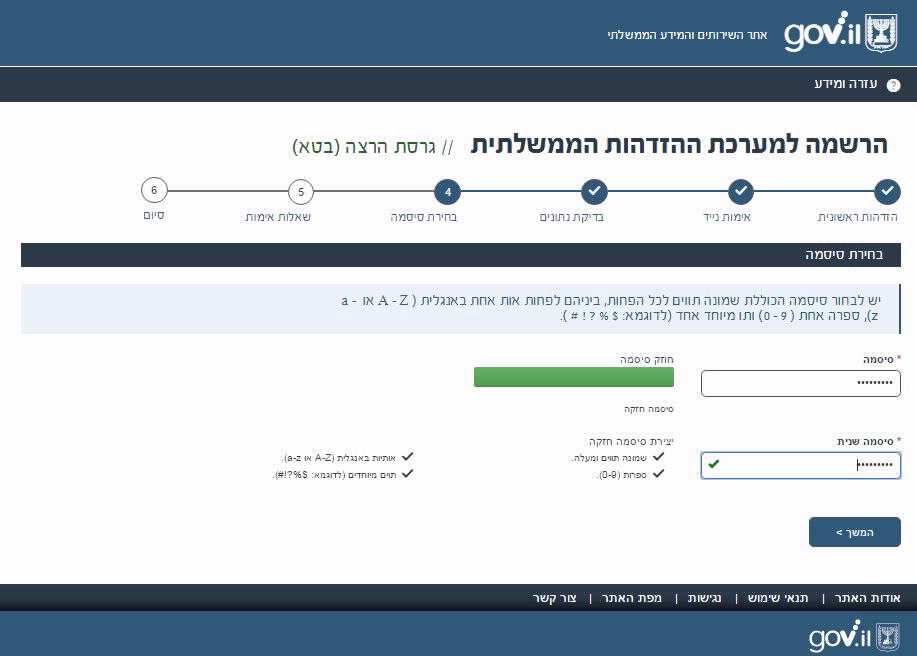 אתר השירותים והמידע הממשלתי
gov.il
? עזרה ומידע
הרשמה למערכת ההזדהות הממשלתית // גרסת הרצה (בטא)
4 5 6
הזדהות ראשונית אימות נייד בדיקת נתונים בחירת סיסמה שאלות אימות סיום
בחירת סיסמה
יש לבחור סיסמה הכוללת שמונה תווים לכל הפחות, ביניהם לפחות אות אחת באנגלית ( A - Z או a -
z), ספרה אחת ( 0 - 9) ותו מיוחד אחד (לדוגמא: $ % ? ! # ).
* סיסמה
חוזק סיסמה
•••••••••
סיסמה חזקה
* סיסמה שנית
•••••••••
יצירת סיסמה חזקה
שמונה תווים ומעלה.
אותיות באנגלית (A-Z או a-z).
ספרות (0-9).
תוים מיוחדים (לדוגמא: $%?!#).
המשך >
אודות האתר | תנאי שימוש | נגישות | מפת האתר | צור קשר
gov.il